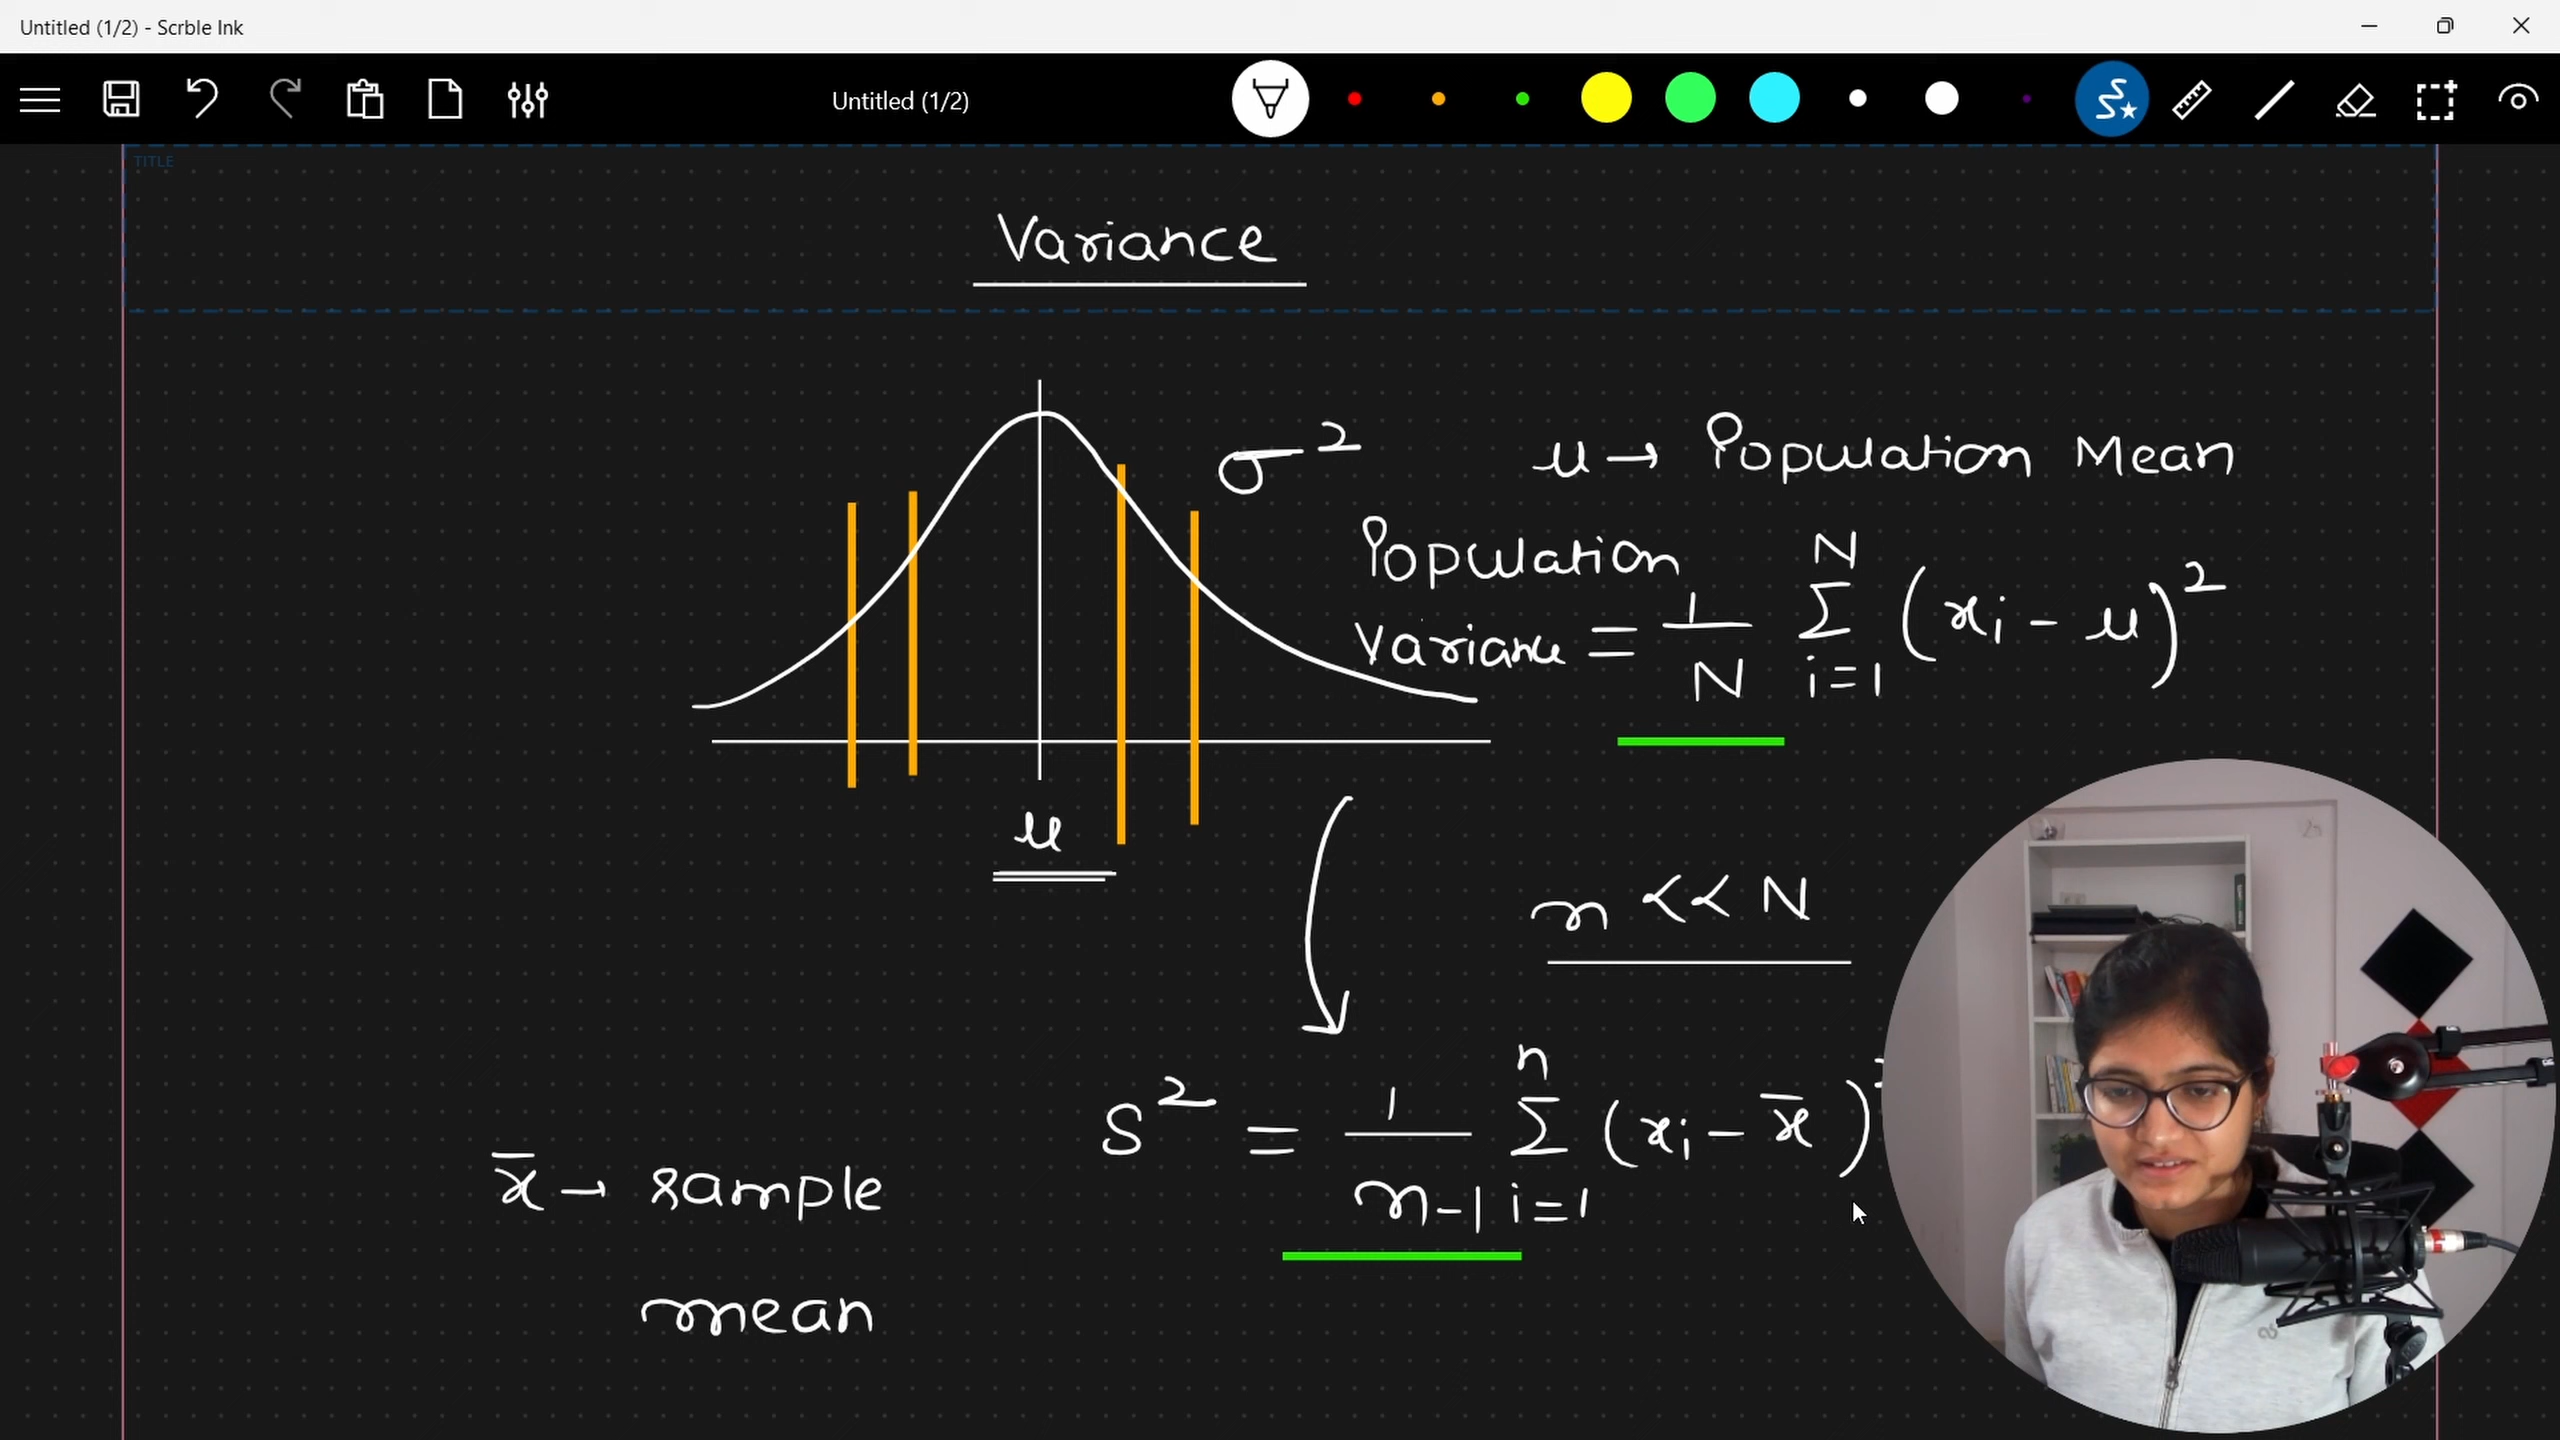 Untitled (1/2) - Scrble Ink
Untitled (1/2)
TITLE
Variance
σ²
μ → Population Mean
Population
Variance = 1/N Σ_{i=1}^{N} (xᵢ - μ)²
μ
n << N
S² = 1/(n-1) Σ_{i=1}^{n} (xᵢ - x̄)
x̄ → sample
mean